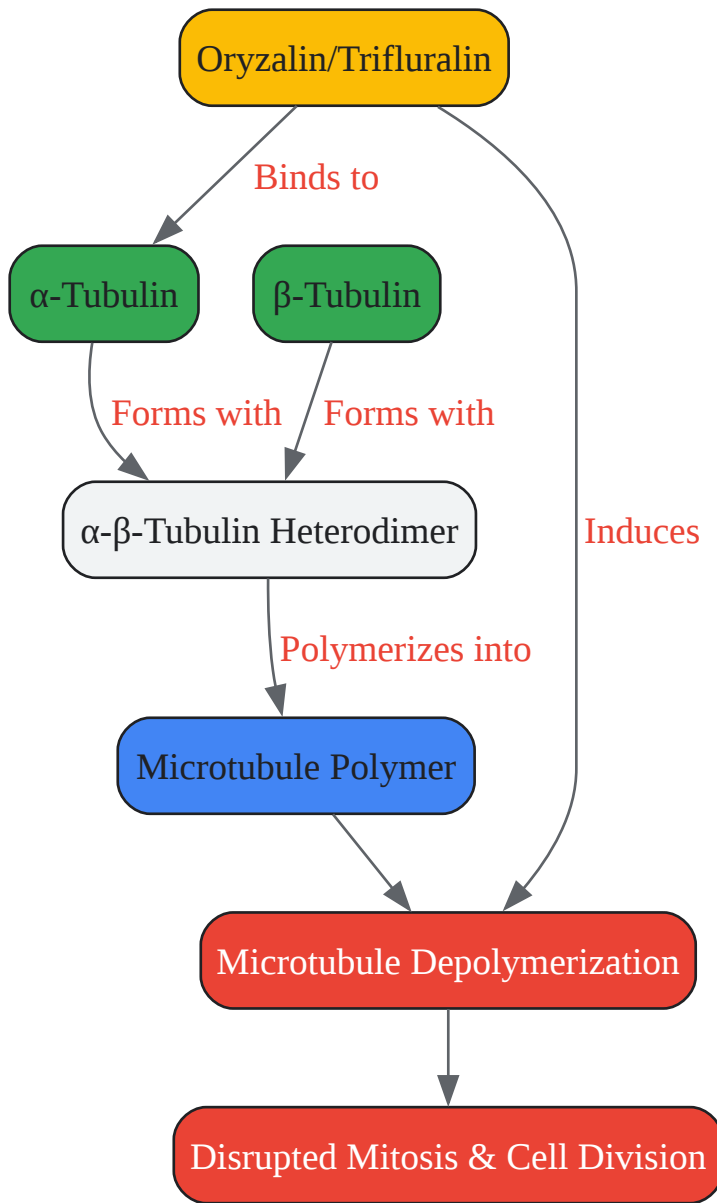 Oryzalin/Trifluralin
Binds to
α-Tubulin
β-Tubulin
Forms with
Forms with
α-β-Tubulin Heterodimer
Induces
Polymerizes into
Microtubule Polymer
Microtubule Depolymerization
Disrupted Mitosis & Cell Division